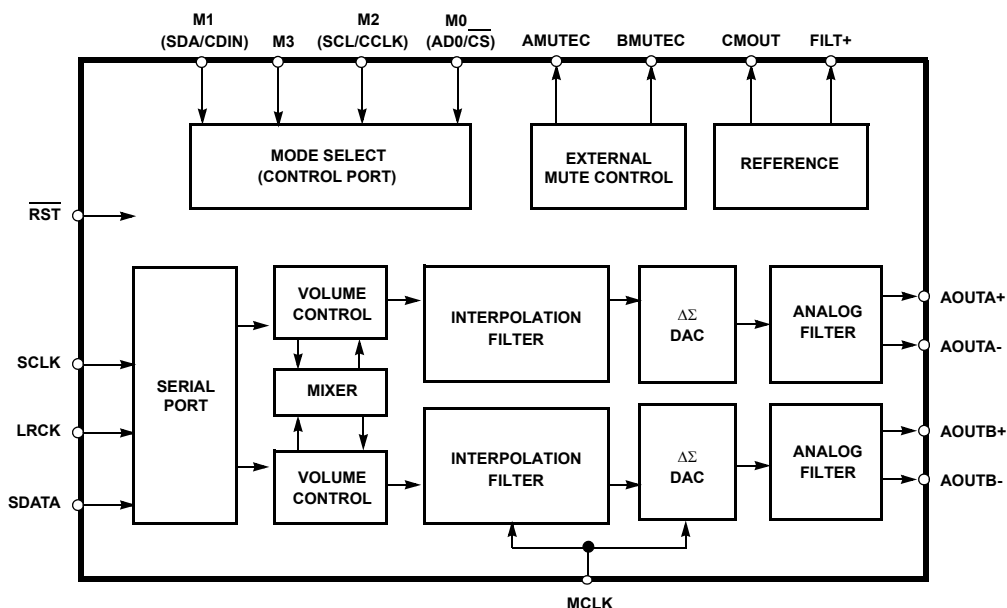 M1
(SDA/CDIN)
M3
M2
(SCL/CCLK)
M0
(AD0/CS)
AMUTEC
BMUTEC
CMOUT
FILT+
MODE SELECT
(CONTROL PORT)
EXTERNAL
MUTE CONTROL
REFERENCE
RST
SERIAL
PORT
VOLUME
CONTROL
MIXER
VOLUME
CONTROL
INTERPOLATION
FILTER
INTERPOLATION
FILTER
ΔΣ
DAC
ΔΣ
DAC
ANALOG
FILTER
ANALOG
FILTER
SCLK
LRCK
SDATA
AOUTA+
AOUTA-
AOUTB+
AOUTB-
MCLK